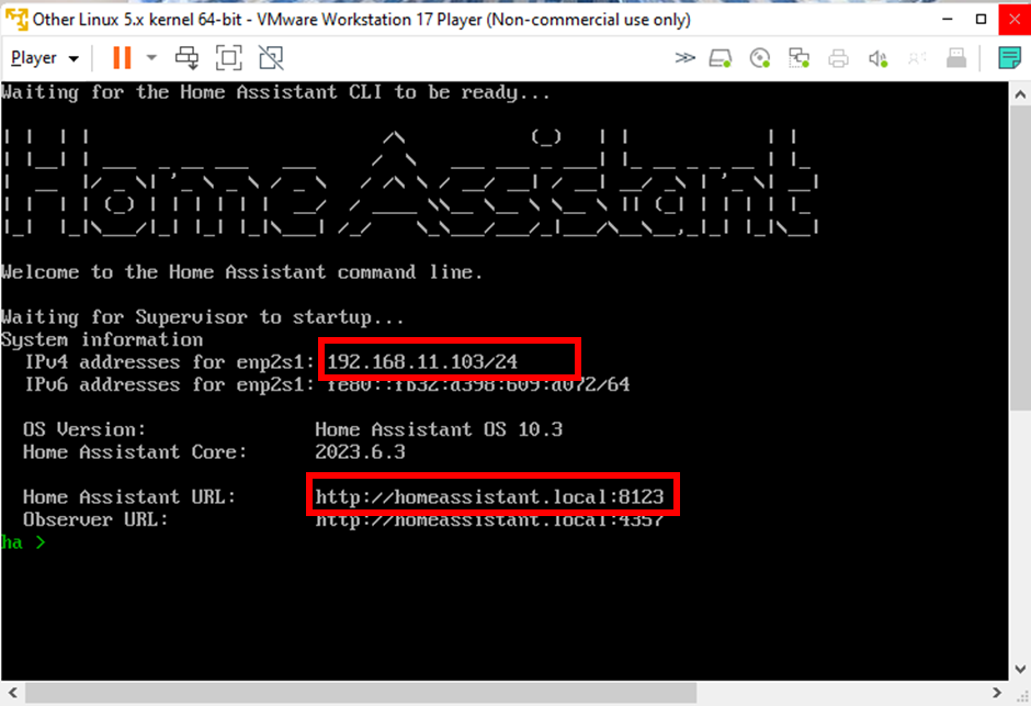 Other Linux 5.x kernel 64-bit - VMware Workstation 17 Player (Non-commercial use only)
Player
Waiting for the Home Assistant CLI to be ready...
Home Assistant
Welcome to the Home Assistant command line.
Waiting for Supervisor to startup...
System information
IPv4 addresses for enp2s1: 192.168.11.103/24
IPv6 addresses for enp2s1: fe80::fb32:d398:609:d072/64
OS Version: Home Assistant OS 10.3
Home Assistant Core: 2023.6.3
Home Assistant URL: http://homeassistant.local:8123
Observer URL: http://homeassistant.local:4357
ha >